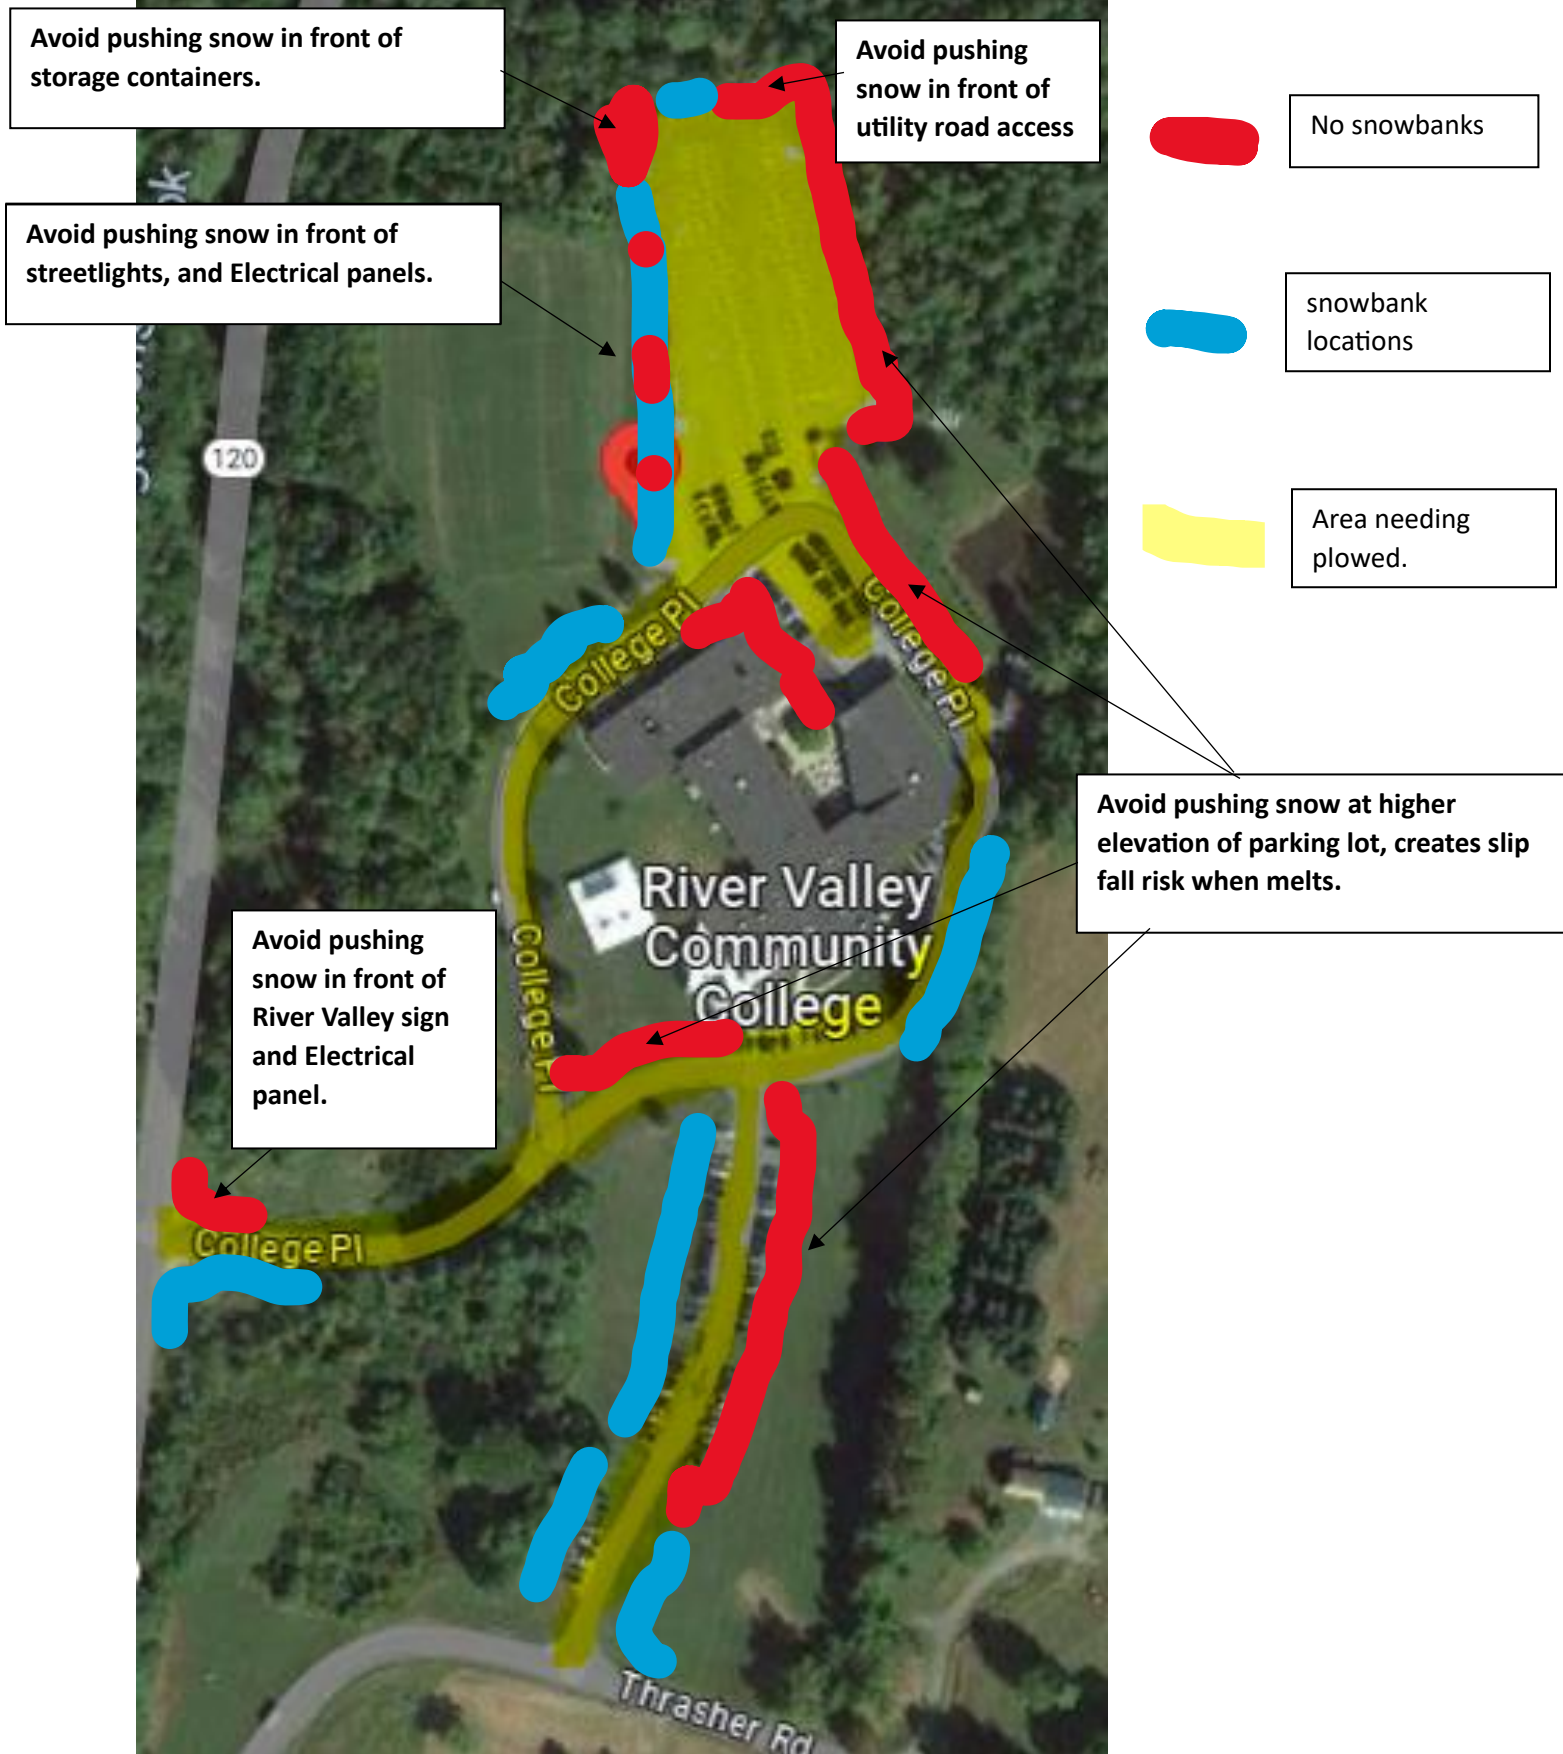 Avoid pushing snow in front of
storage containers.
Avoid pushing
snow in front of
utility road access
No snowbanks
Avoid pushing snow in front of
streetlights, and Electrical panels.
snowbank
locations
120
Area needing
plowed.
College Pl
College Pl
Avoid pushing snow at higher
elevation of parking lot, creates slip
fall risk when melts.
River Valley
Community
College
College Pl
Avoid pushing
snow in front of
River Valley sign
and Electrical
panel.
College Pl
Thrasher Rd